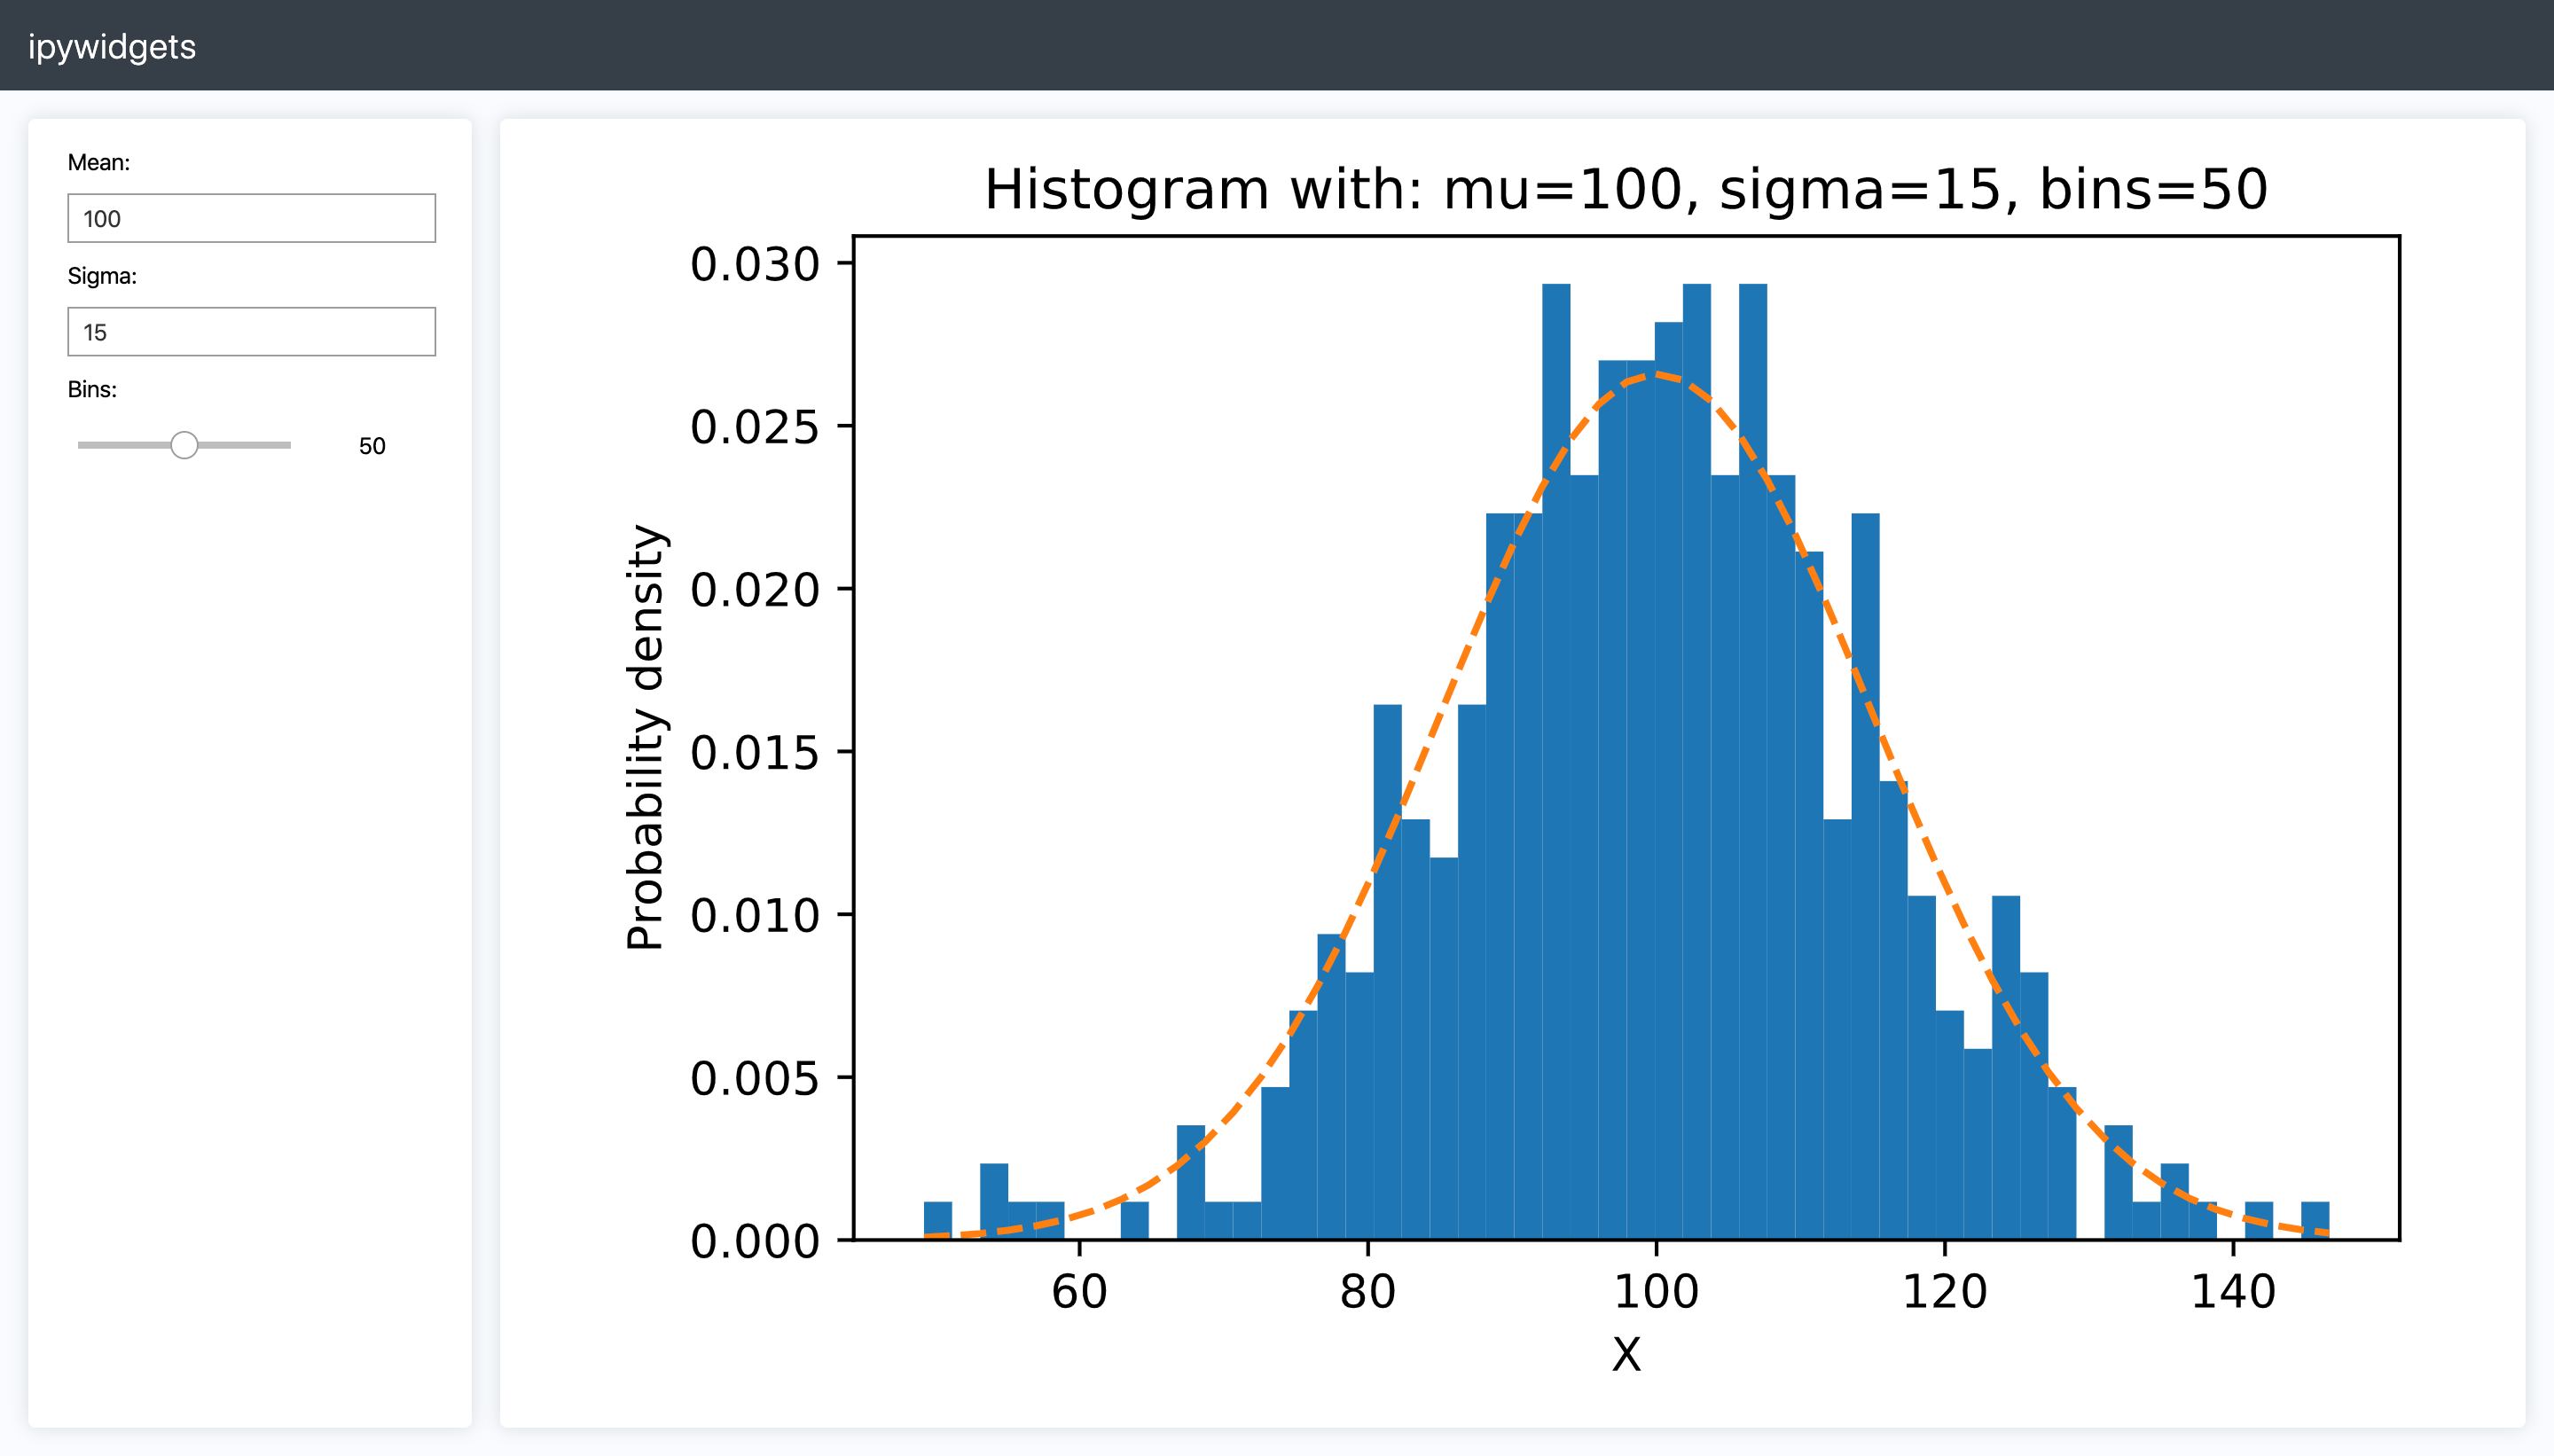 ipywidgets
Mean:
100
Sigma:
15
Bins:
50
Histogram with: mu=100, sigma=15, bins=50
Probability density
0.030
0.025
0.020
0.015
0.010
0.005
0.000
60 80 100 120 140
X